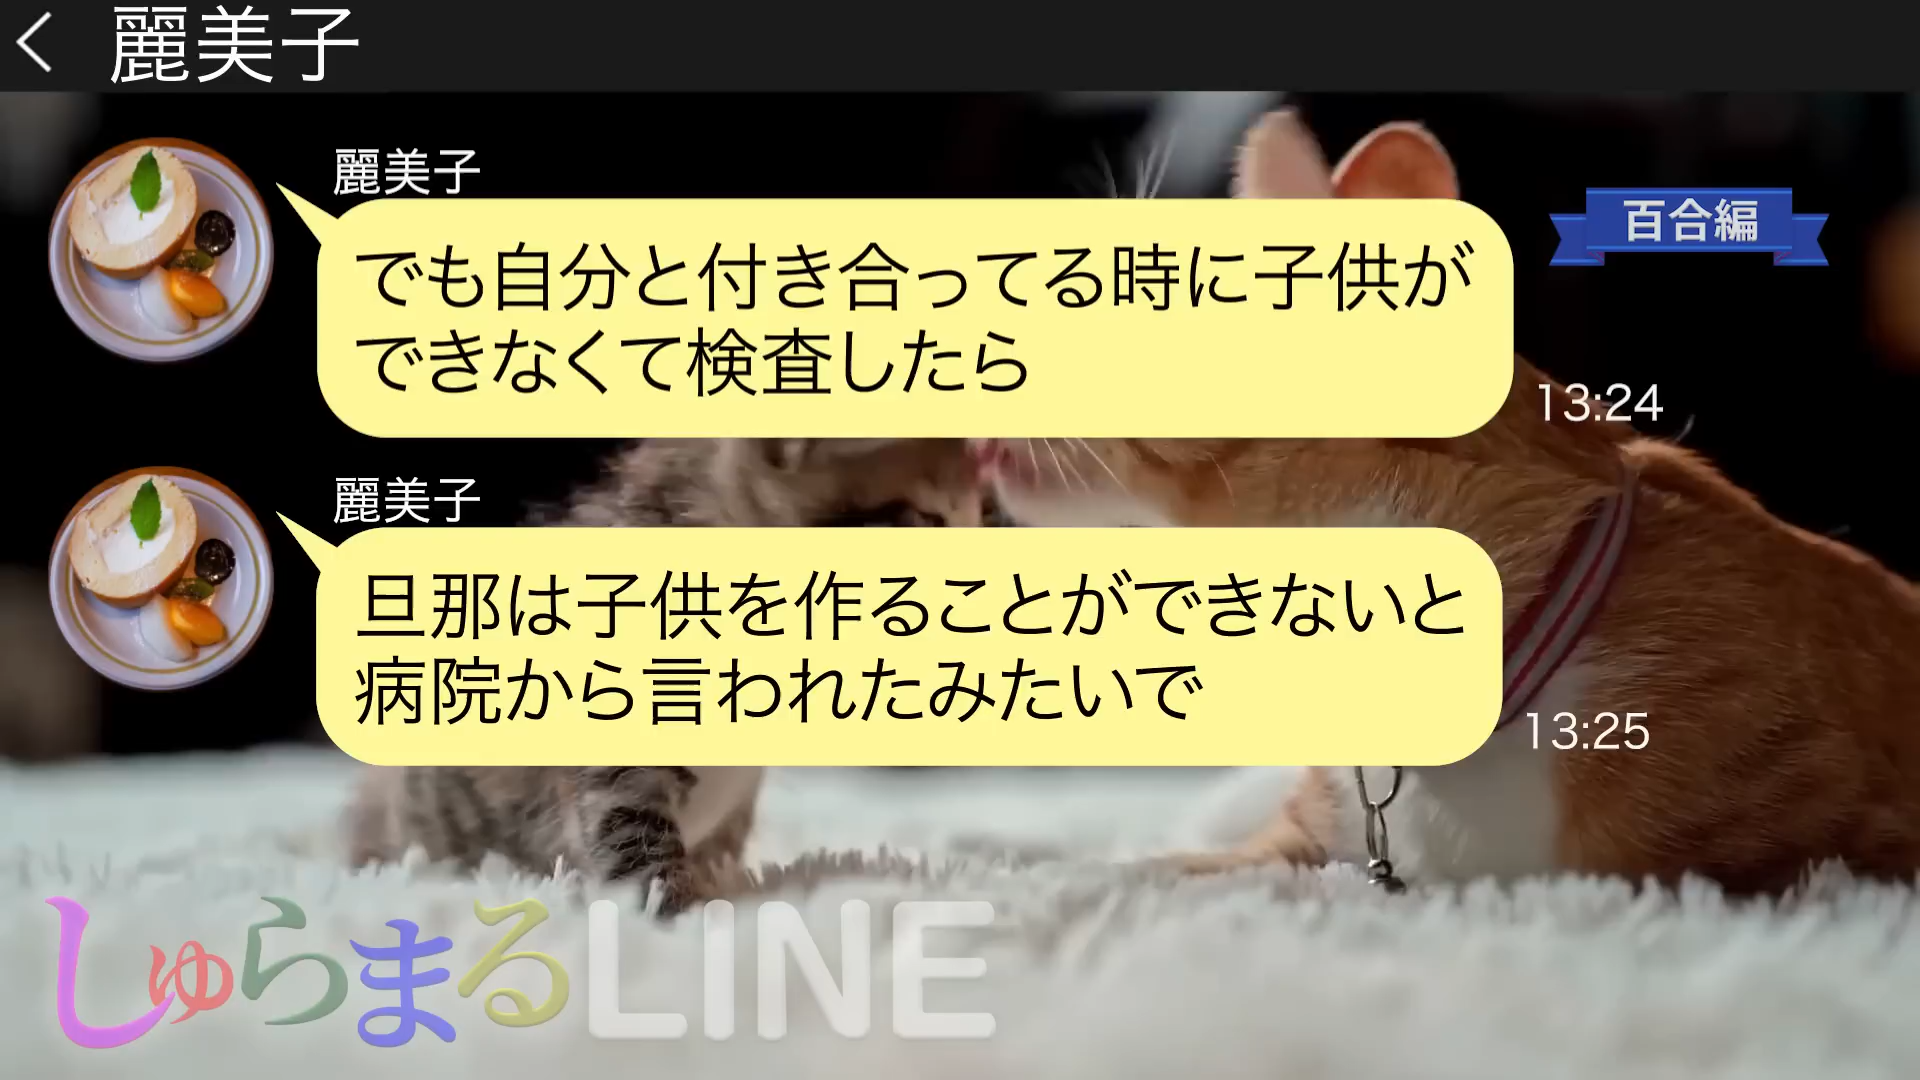 麗美子
麗美子
百合編
でも自分と付き合ってる時に子供が
できなくて検査したら
13:24
麗美子
旦那は子供を作ることができないと
病院から言われたみたいで
13:25
しゅらまるLINE